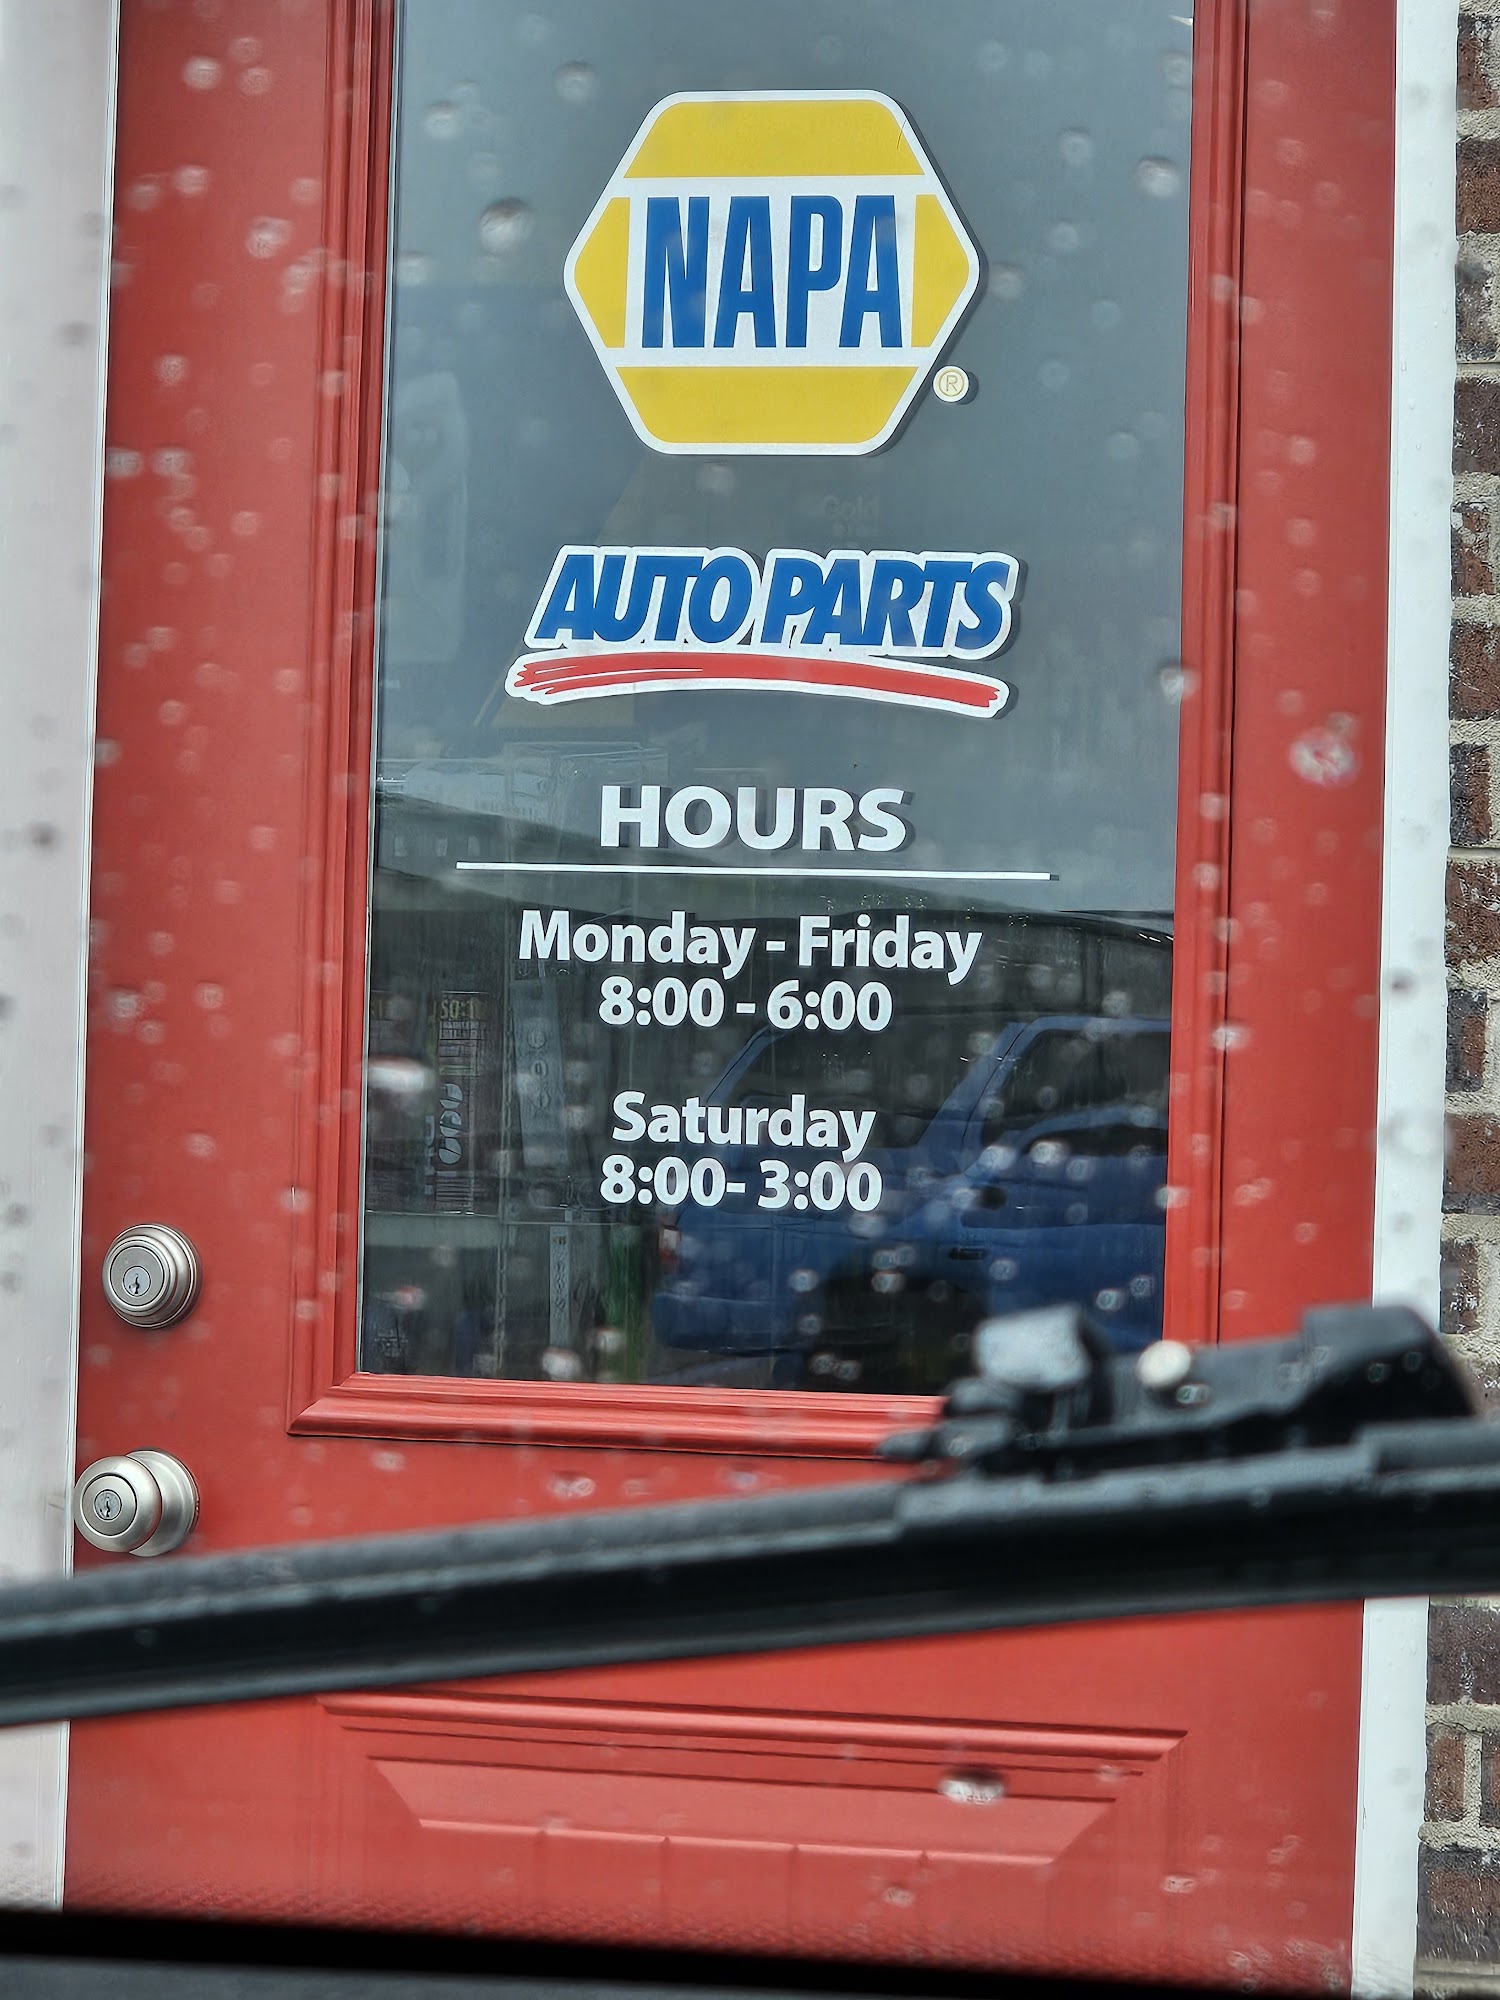 NAPA
®
AUTO PARTS
HOURS
Monday - Friday
8:00 - 6:00
Saturday
8:00- 3:00